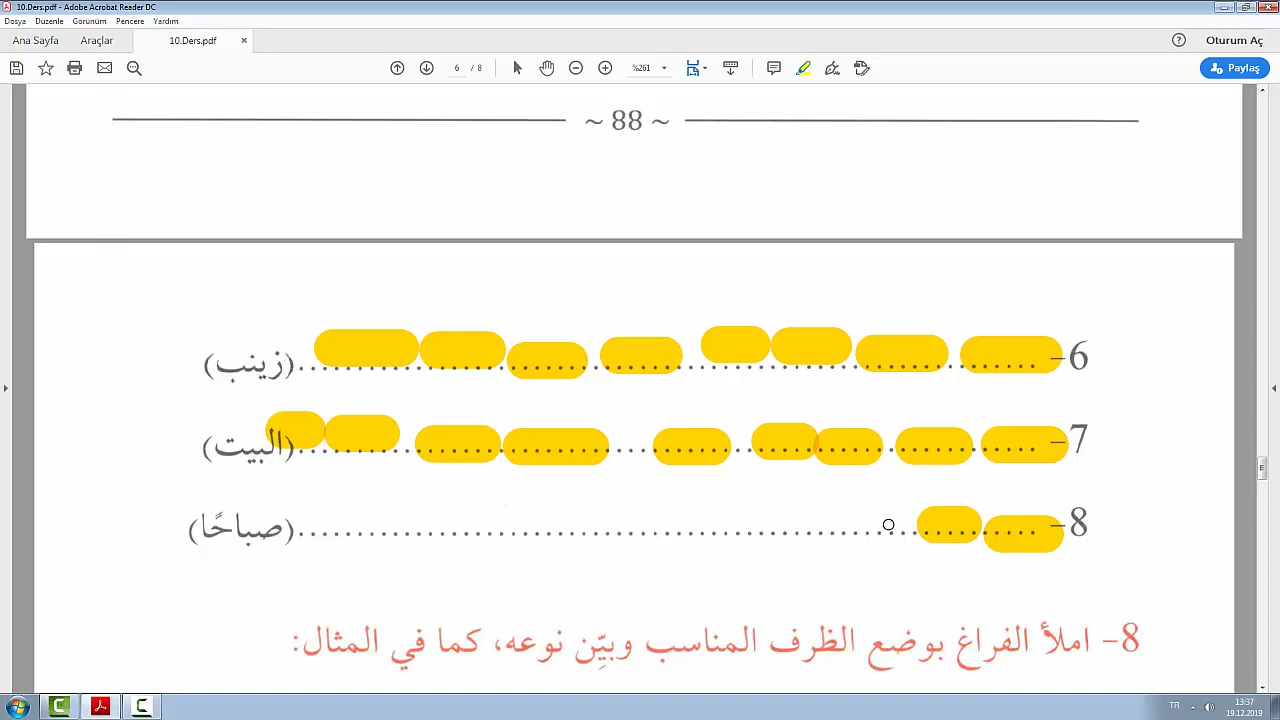 10.Ders.pdf - Adobe Acrobat Reader DC
Dosya Düzenle Görünüm Pencere Yardım
Ana Sayfa Araçlar 10.Ders.pdf × Oturum Aç
6 / 8 %261 Paylaş
~ 88 ~
6- ........................................ (زينب)
7- ........................................ (البيت)
8- ........................................ (صباحًا)
8- املأ الفراغ بوضع الظرف المناسب وبيِّن نوعه، كما في المثال:
TR 13:37
19.12.2019